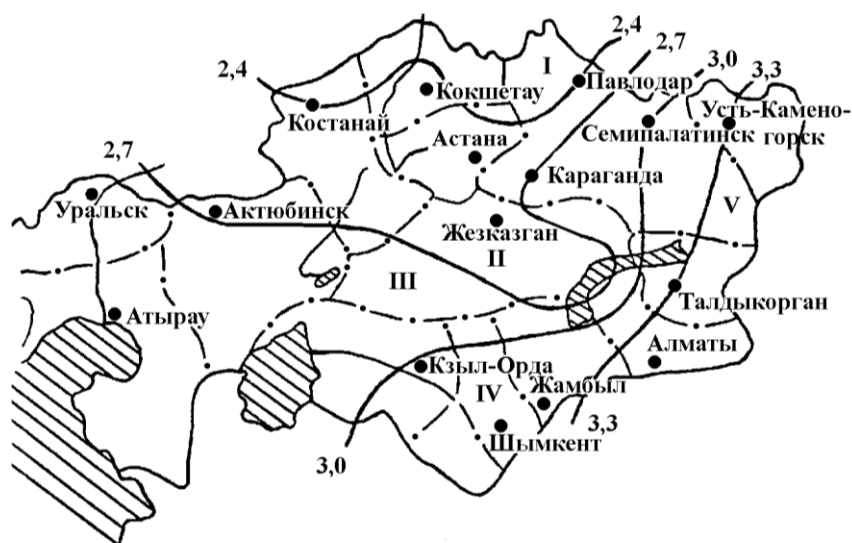 2,4
2,7
I
3,0
3,3
2,4
Павлодар
Кокшетау
Усть-Камено-
горск
Костанай
Семипалатинск
Астана
2,7
Караганда
Уральск
Актюбинск
V
Жезказган
II
III
Талдыкорган
Атырау
Алматы
Кзыл-Орда
Жамбыл
IV
3,3
Шымкент
3,0